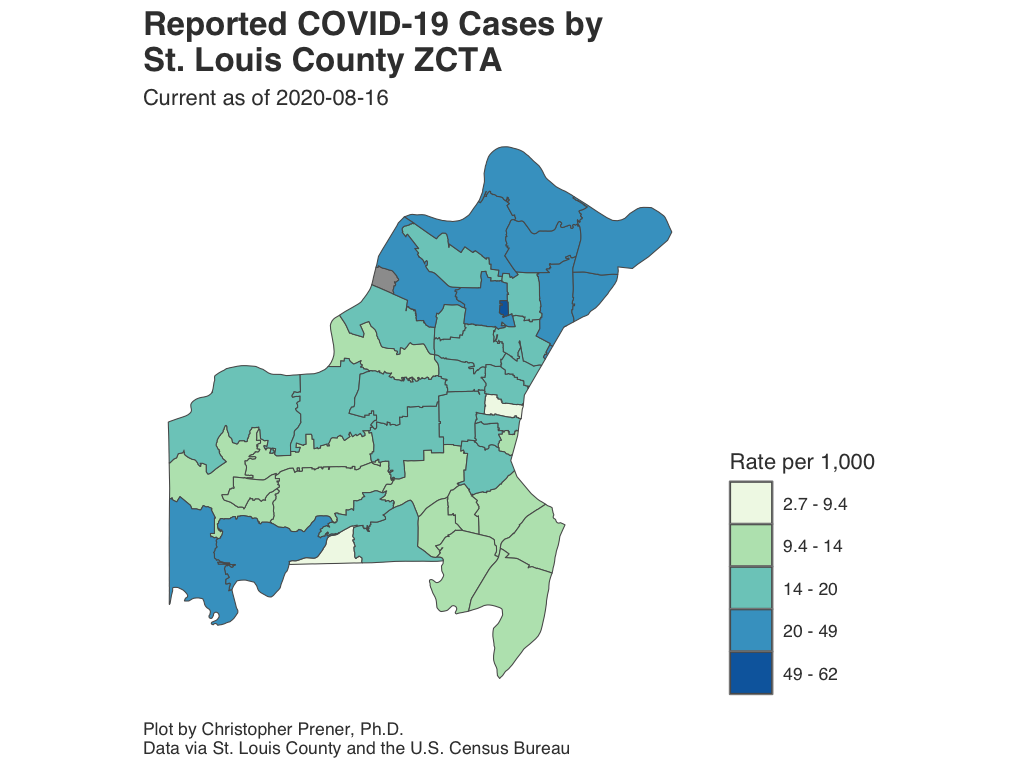 Reported COVID-19 Cases by
St. Louis County ZCTA
Current as of 2020-08-16
Rate per 1,000
2.7 - 9.4
9.4 - 14
14 - 20
20 - 49
49 - 62
Plot by Christopher Prener, Ph.D.
Data via St. Louis County and the U.S. Census Bureau